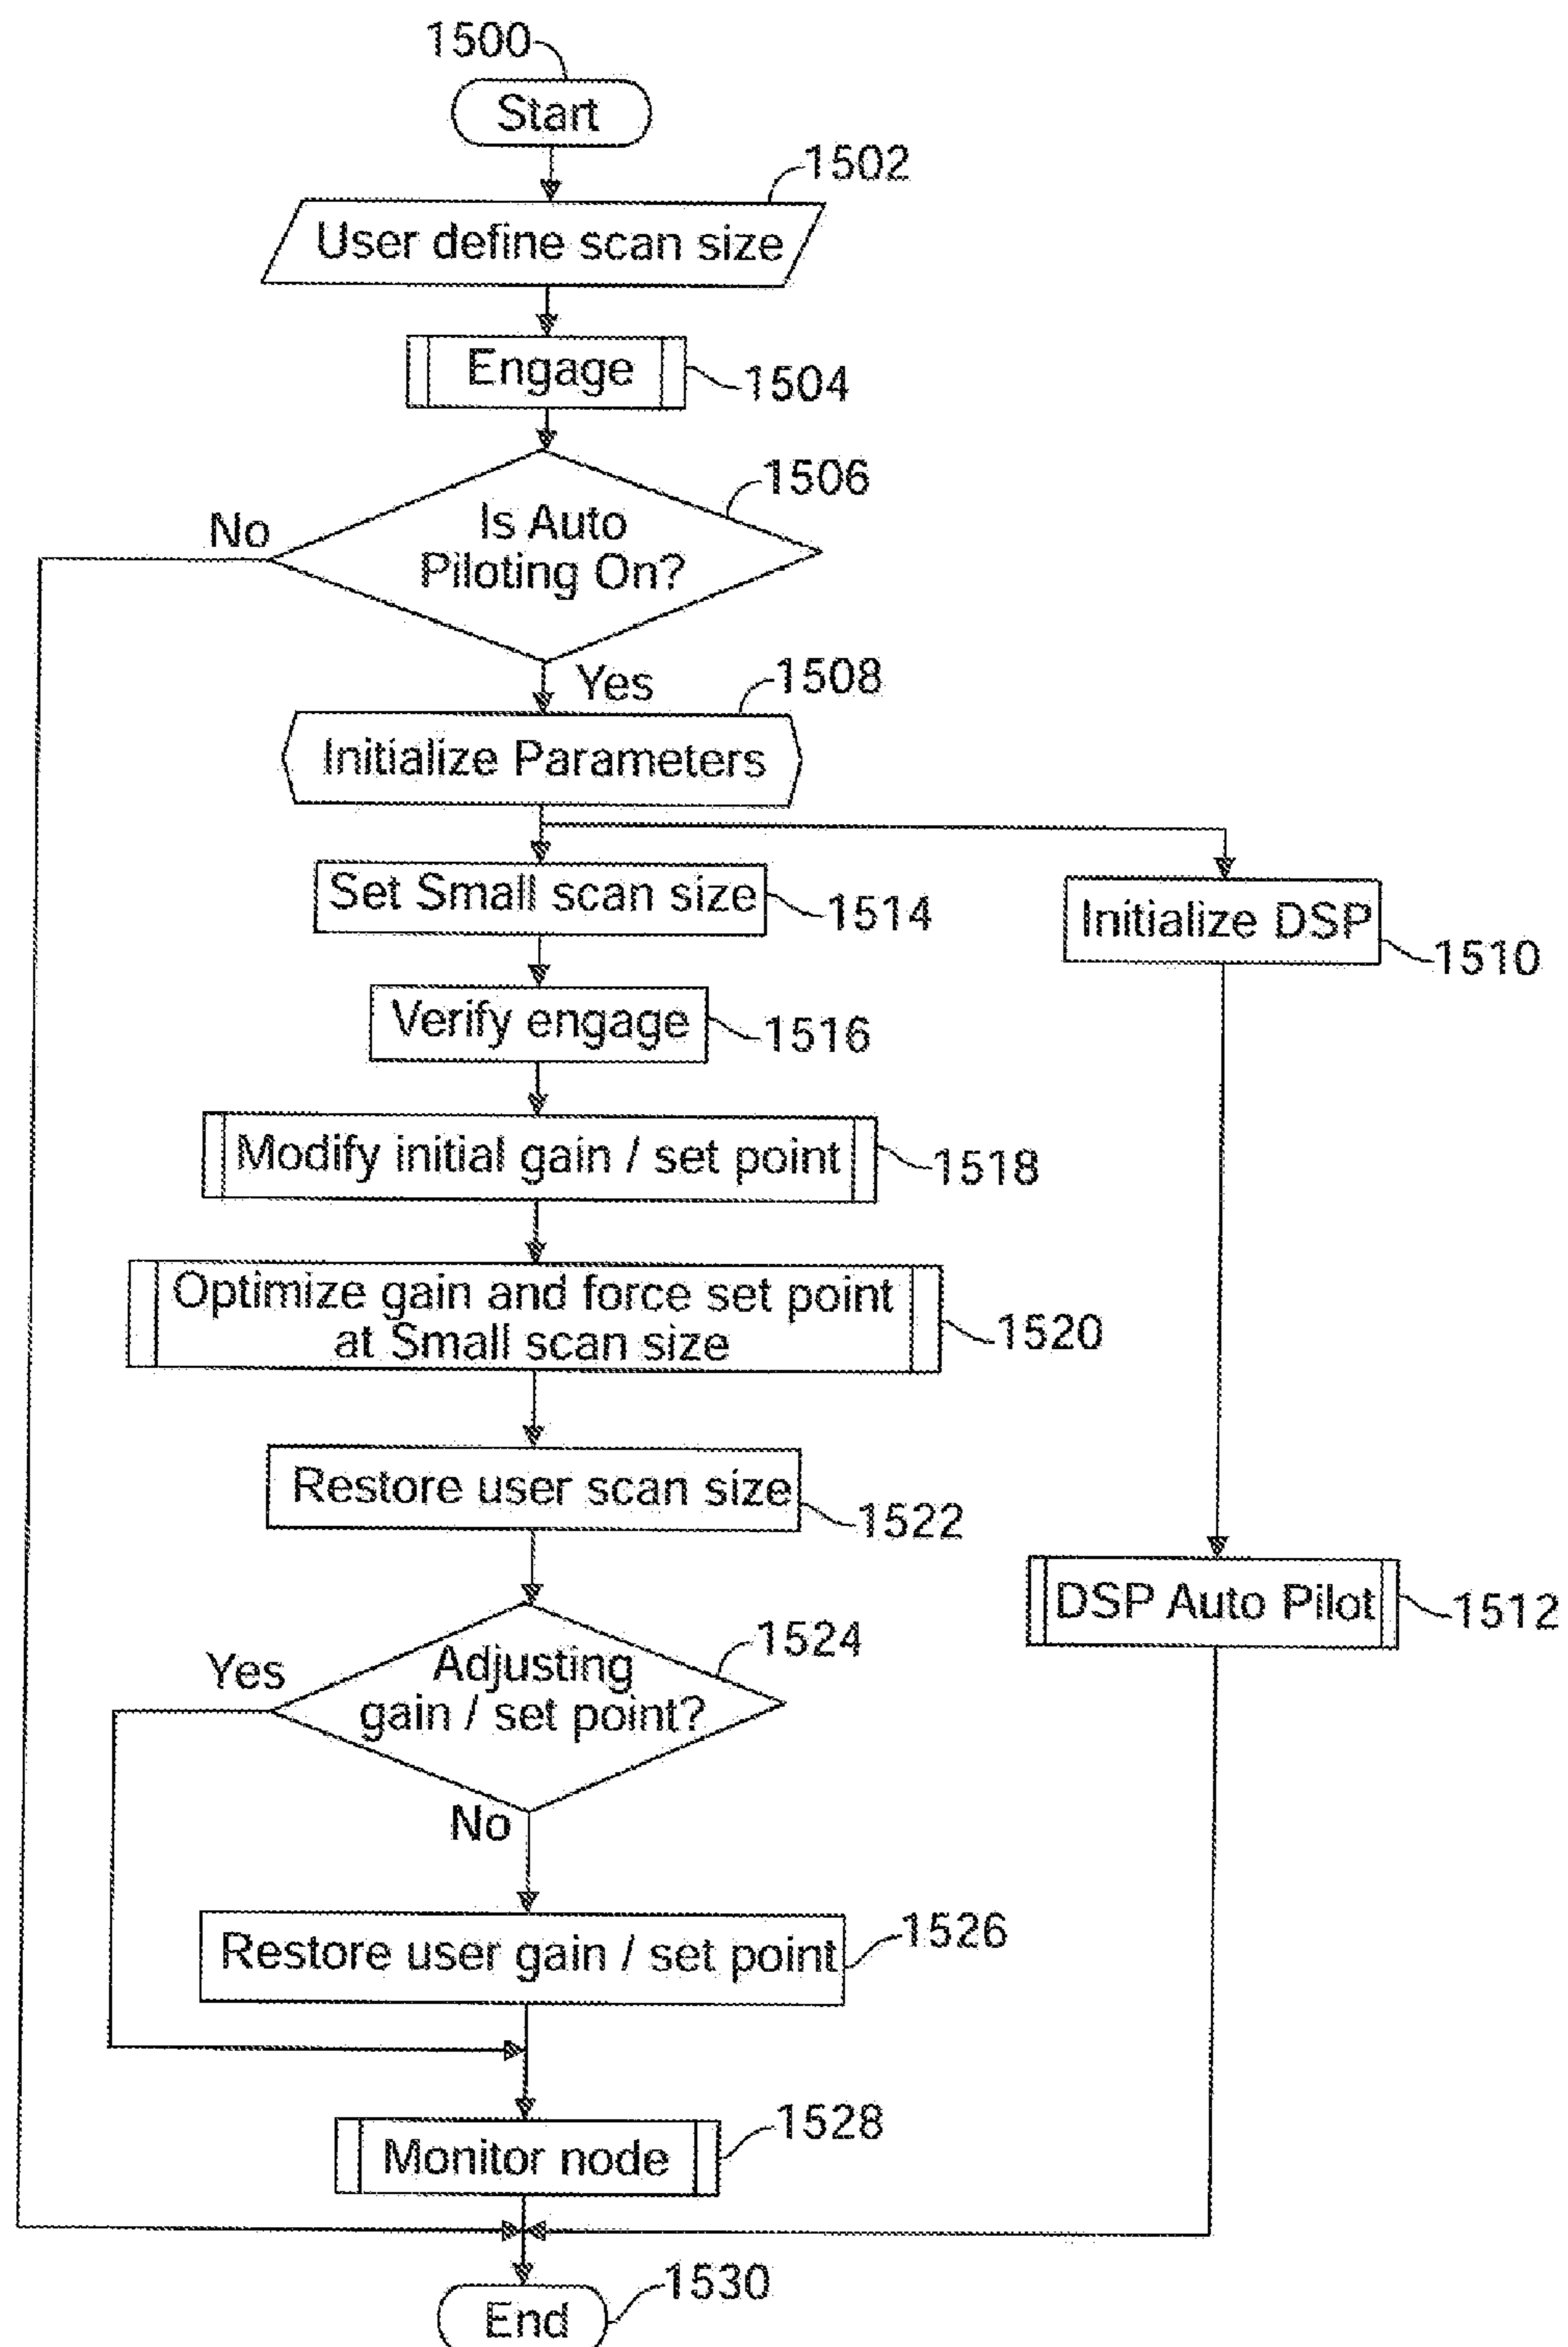 1500
Start
1502
User define scan size
Engage
1504
1506
No
Is Auto
Piloting On?
Yes
1508
Initialize Parameters
Set Small scan size
1514
Initialize DSP
1510
Verify engage
1516
Modify initial gain / set point
1518
Optimize gain and force set point
at Small scan size
1520
Restore user scan size
1522
DSP Auto Pilot
1512
1524
Yes
Adjusting
gain / set point?
No
Restore user gain / set point
1526
Monitor node
1528
End
1530